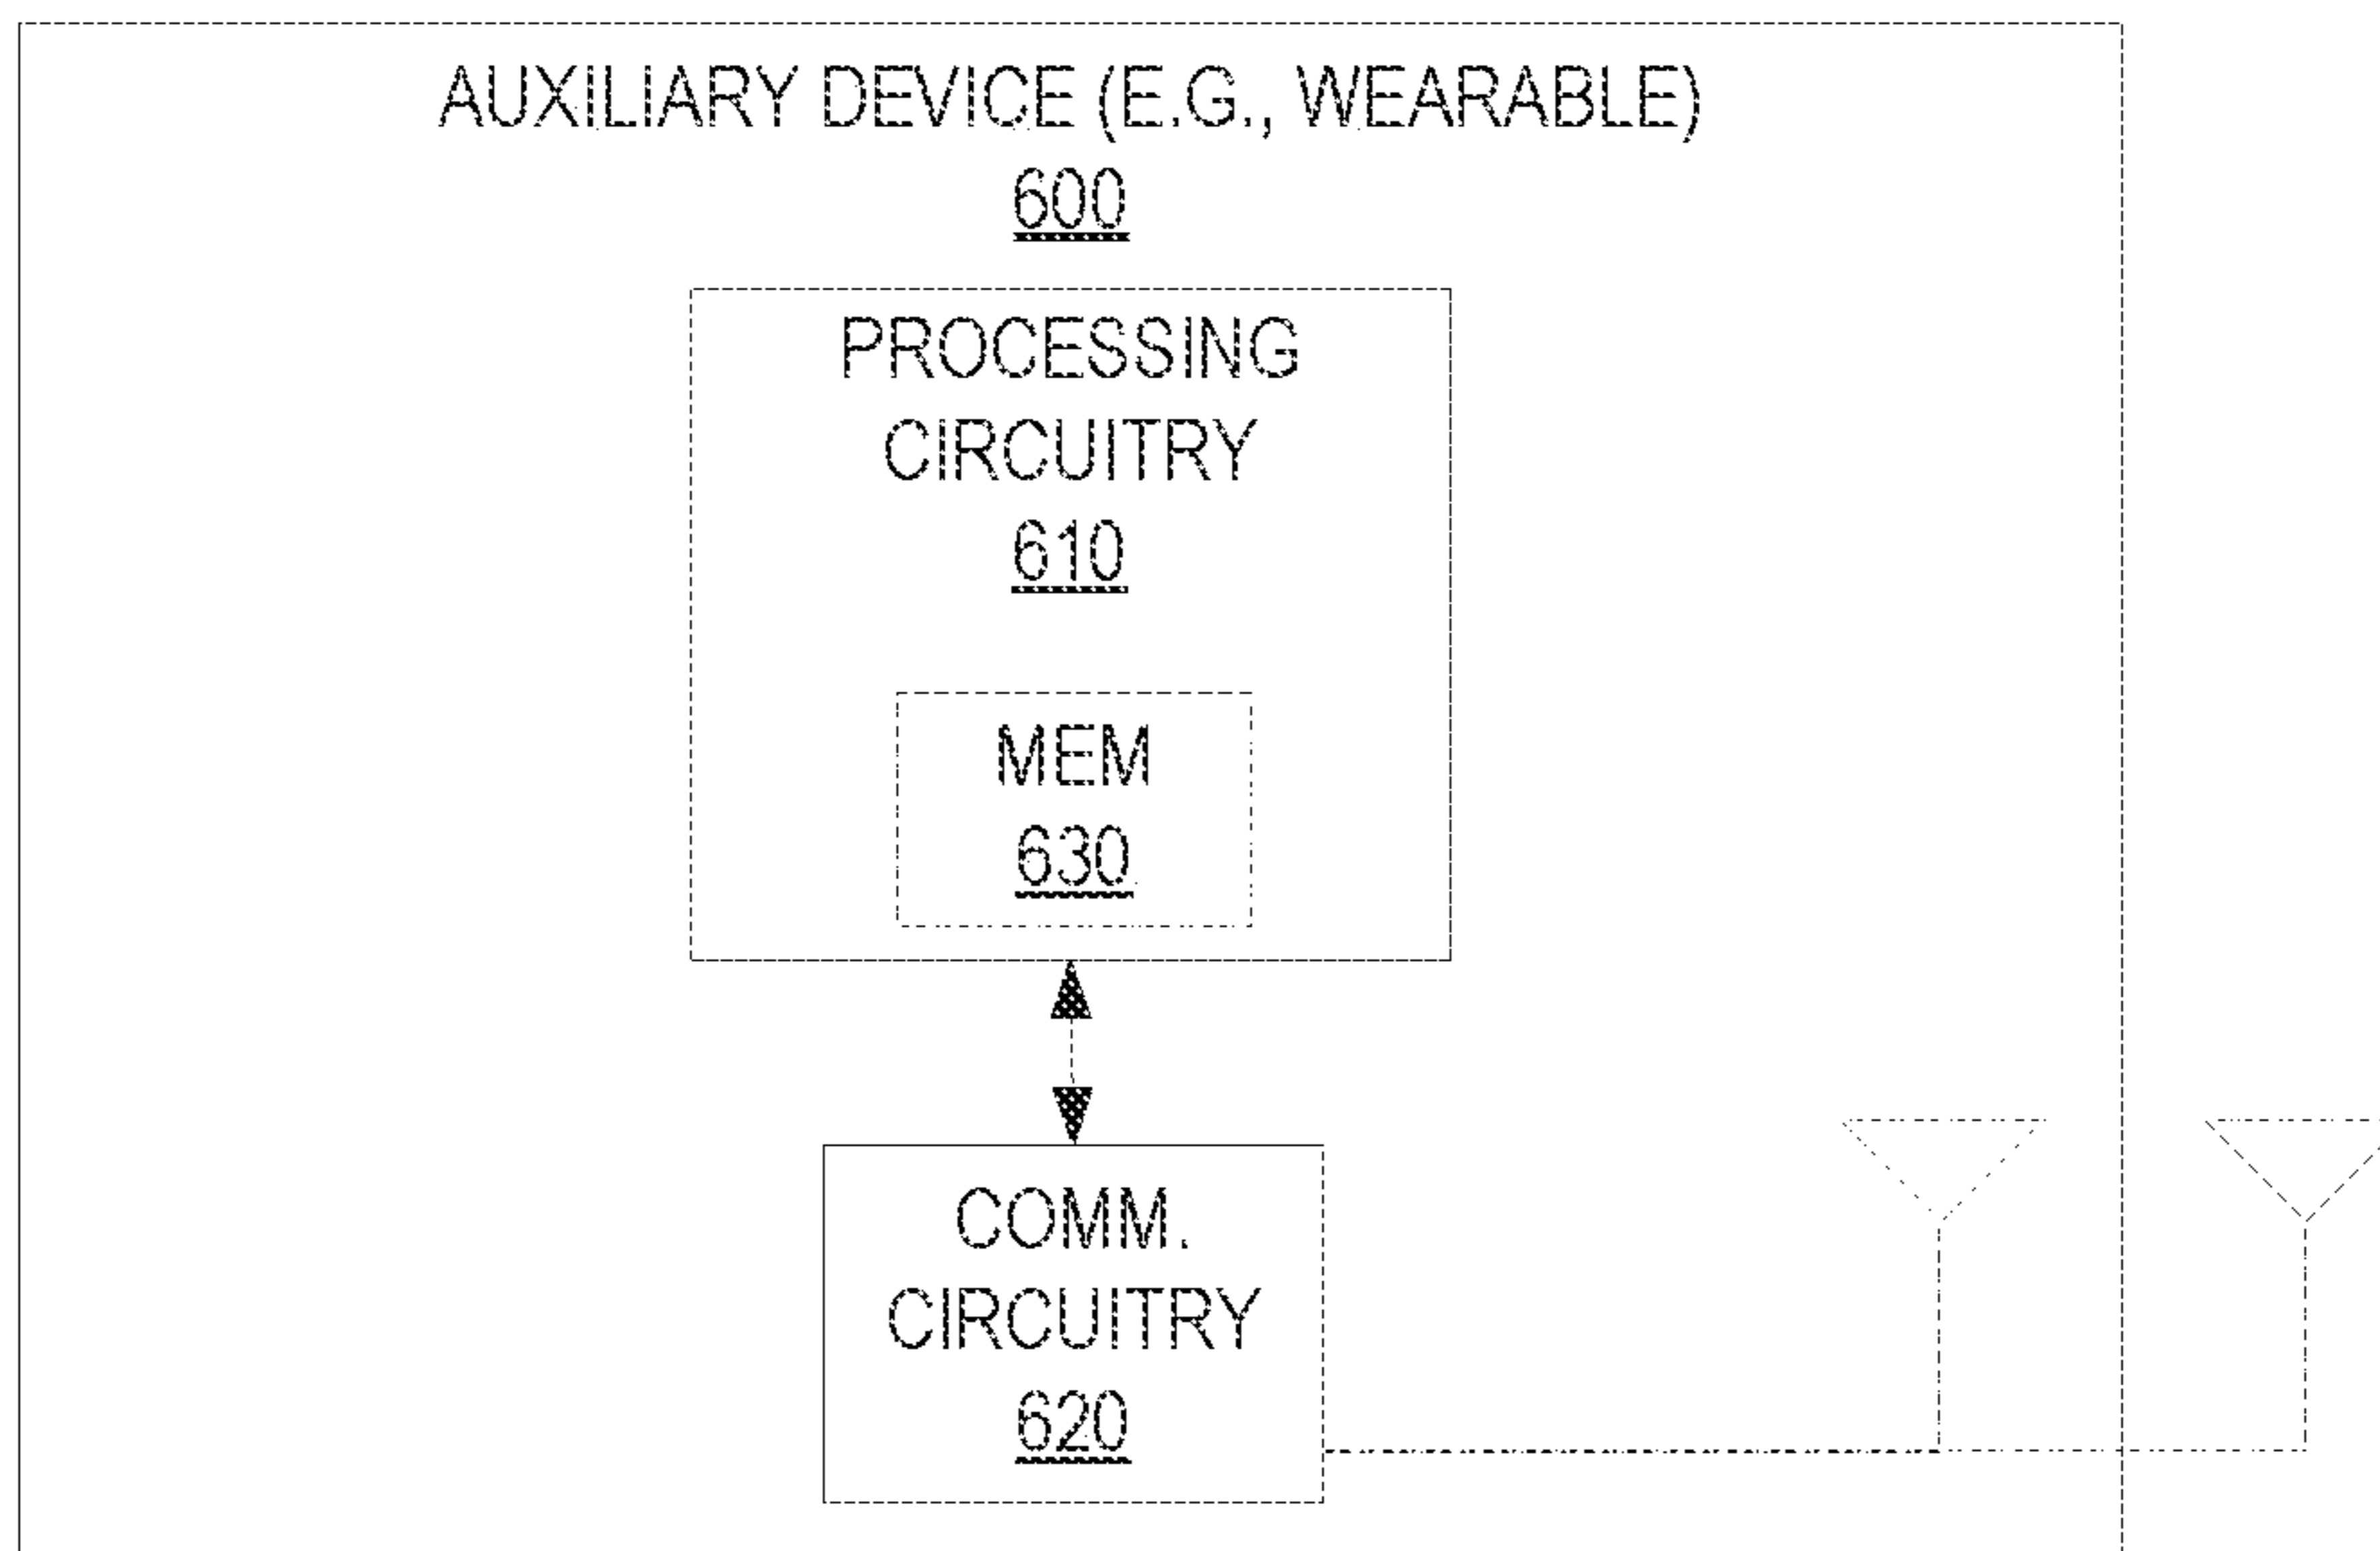 AUXILIARY DEVICE (E.G., WEARABLE)
600
PROCESSING
CIRCUITRY
610
MEM
630
COMM.
CIRCUITRY
620